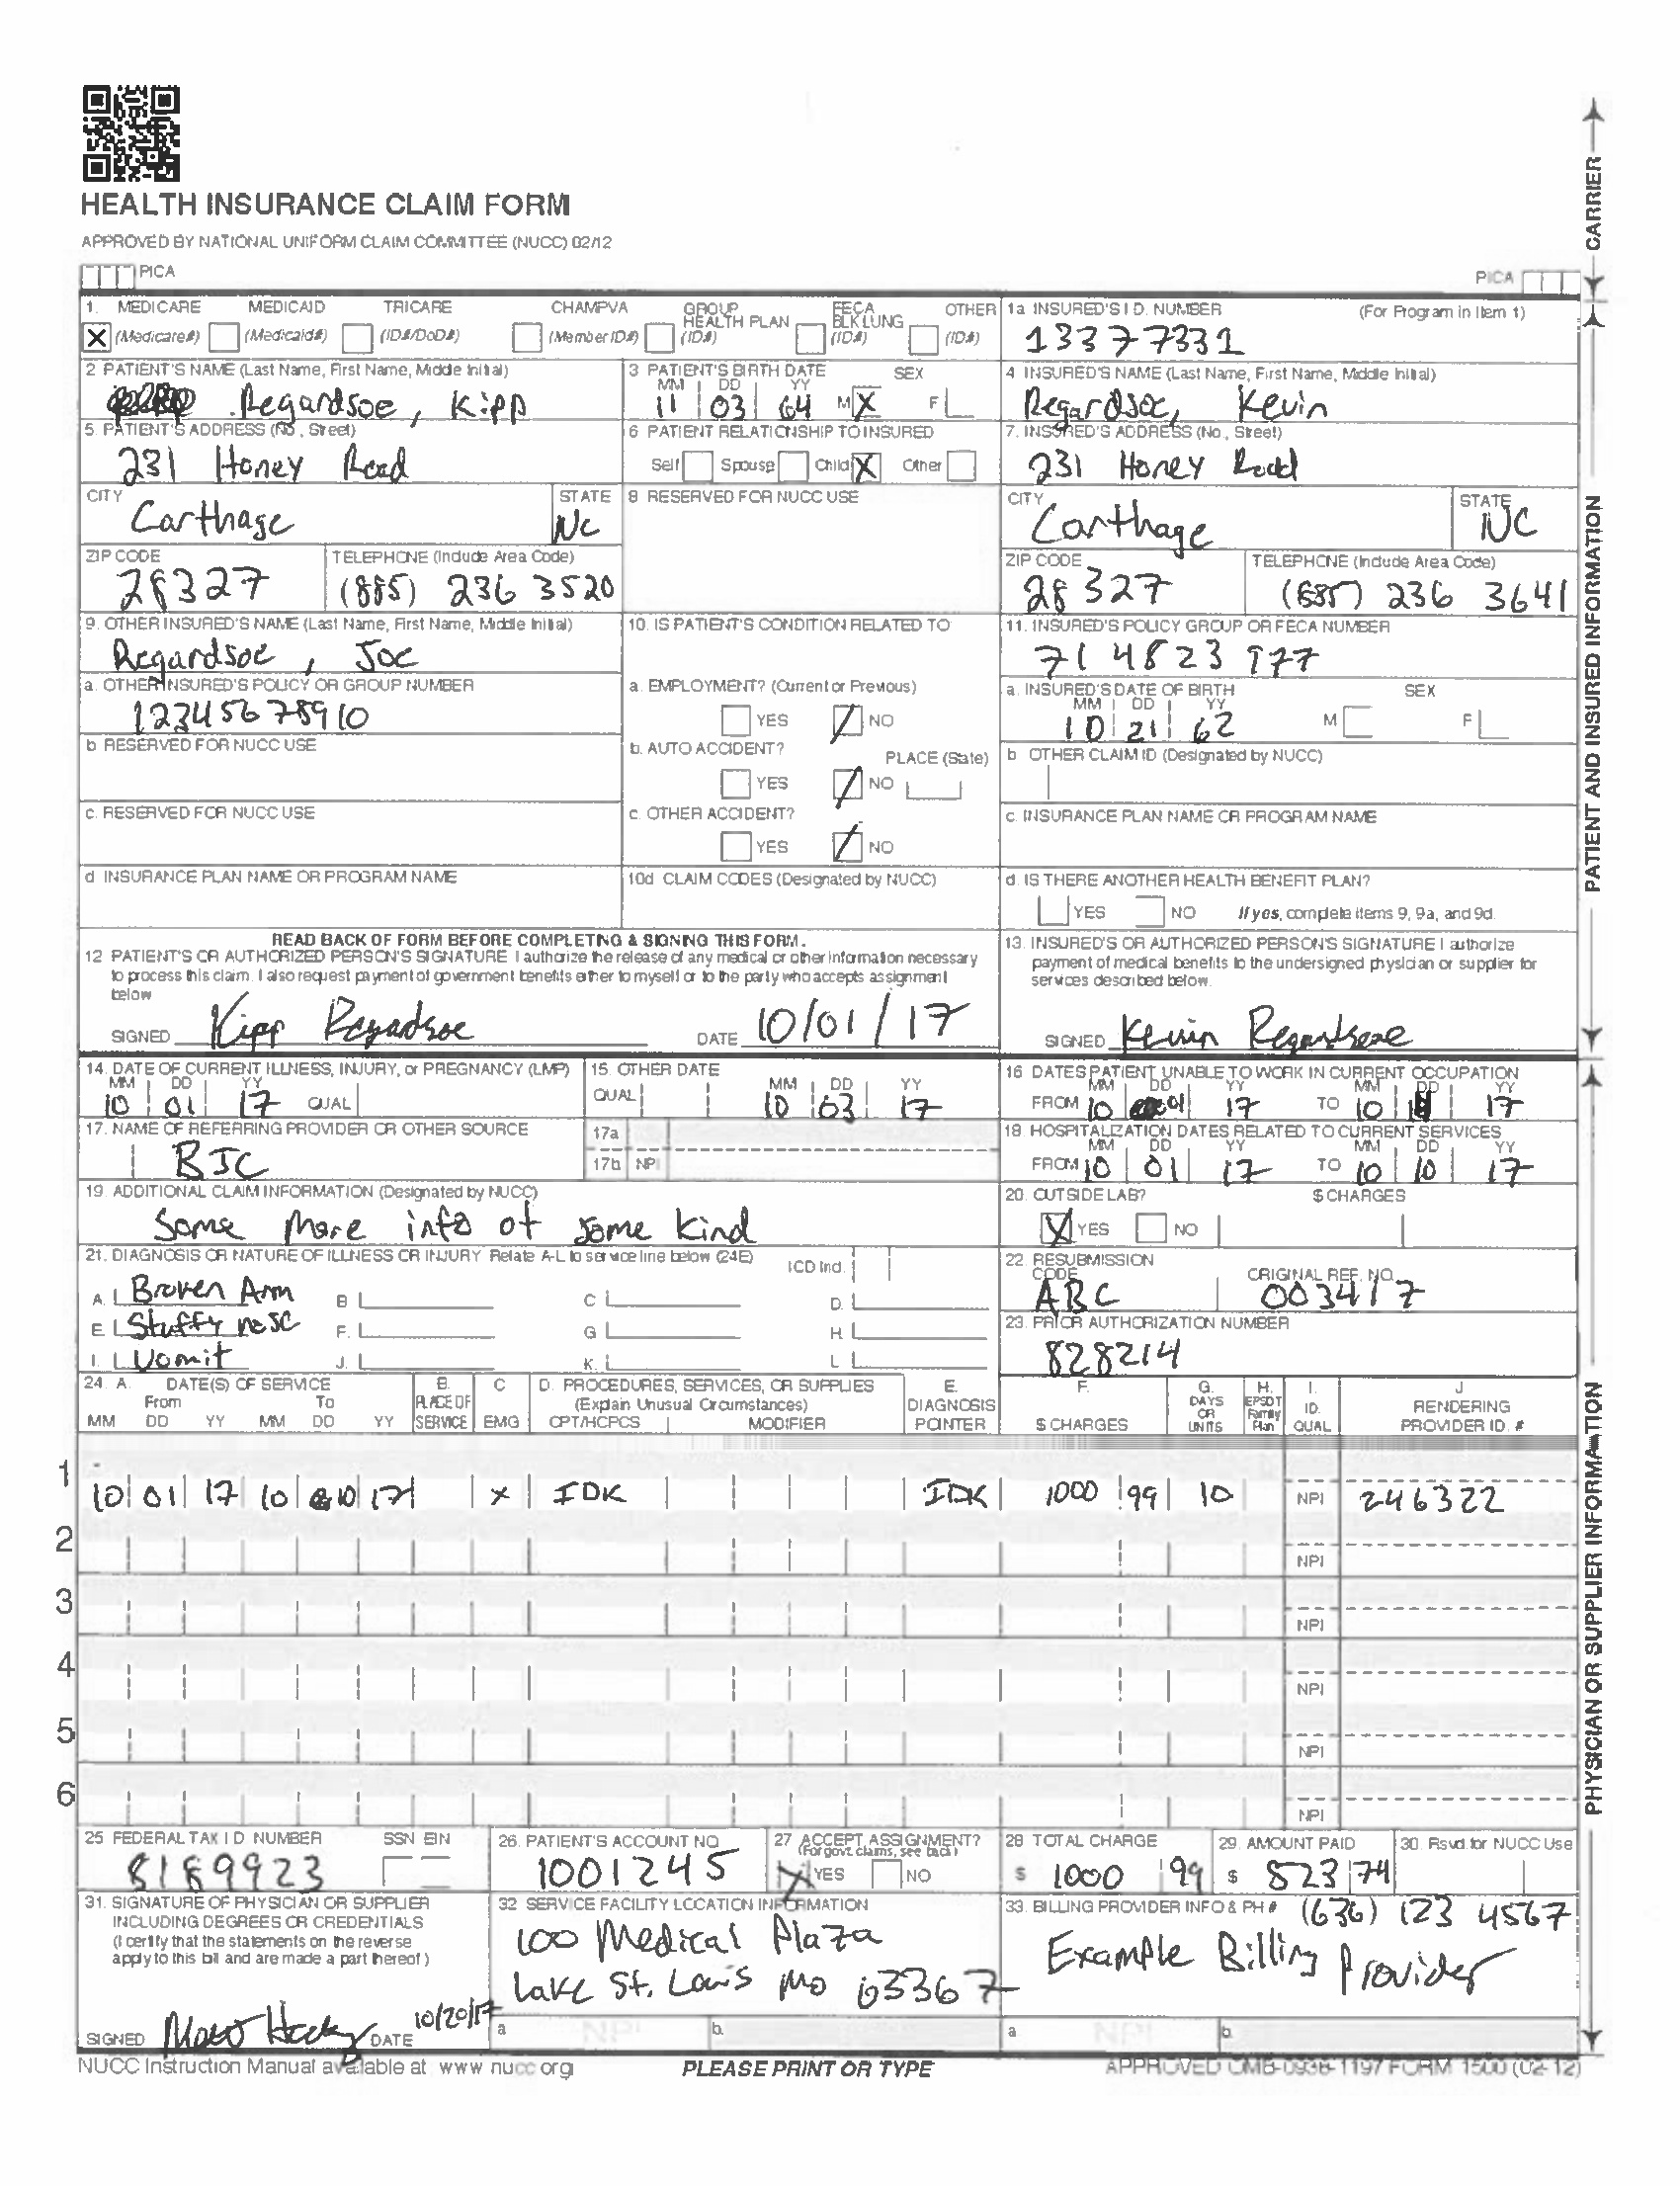 HEALTH INSURANCE CLAIM FORM
APPROVED BY NATIONAL UNIFORM CLAIM COMMITTEE (NUCC) 02/12
PICA PICA
CARRIER
1. MEDICARE MEDICAID TRICARE CHAMPVA GROUP HEALTH PLAN FECA BLK LUNG OTHER
X (Medicare#) (Medicaid#) (ID#/DoD#) (Member ID#) (ID#) (ID#) (ID#)
1a INSURED'S I D. NUMBER (For Program in Item 1)
13377331
2 PATIENT'S NAME (Last Name, First Name, Middle Initial)
Regardsoe, Kipp
3 PATIENT'S BIRTH DATE SEX
MM DD YY
11 03 64 M X F
4 INSURED'S NAME (Last Name, First Name, Middle Initial)
Regardsoe, Kevin
5. PATIENT'S ADDRESS (No, Street)
231 Honey Road
6 PATIENT RELATIONSHIP TO INSURED
Self Spouse Child X Other
7. INSURED'S ADDRESS (No, Street)
231 Honey Road
CITY STATE
Carthage NC
8 RESERVED FOR NUCC USE
CITY STATE
Carthage NC
ZIP CODE TELEPHONE (Include Area Code)
28327 (885) 236 3520
ZIP CODE TELEPHONE (Include Area Code)
28327 236 3641
9. OTHER INSURED'S NAME (Last Name, First Name, Middle Initial)
Regardsoe, Joe
10. IS PATIENT'S CONDITION RELATED TO
11. INSURED'S POLICY GROUP OR FECA NUMBER
714823 977
a. OTHER INSURED'S POLICY OR GROUP NUMBER
12345678910
a. EMPLOYMENT? (Current or Previous)
YES NO
a. INSURED'S DATE OF BIRTH SEX
MM DD YY
10 21 62 M F
b RESERVED FOR NUCC USE
b. AUTO ACCIDENT? PLACE (State)
YES NO
b OTHER CLAIM ID (Designated by NUCC)
c. RESERVED FOR NUCC USE
c. OTHER ACCIDENT?
YES NO
c. INSURANCE PLAN NAME OR PROGRAM NAME
d INSURANCE PLAN NAME OR PROGRAM NAME
10d CLAIM CODES (Designated by NUCC)
d. IS THERE ANOTHER HEALTH BENEFIT PLAN?
YES NO If yes, complete items 9, 9a, and 9d.
PATIENT AND INSURED INFORMATION
READ BACK OF FORM BEFORE COMPLETING & SIGNING THIS FORM.
12 PATIENT'S OR AUTHORIZED PERSON'S SIGNATURE I authorize the release of any medical or other information necessary
to process this claim. I also request payment of government benefits either to myself or to the party who accepts assignment
below
SIGNED Kipp Regardsoe DATE 10/01/17
13. INSURED'S OR AUTHORIZED PERSON'S SIGNATURE I authorize
payment of medical benefits to the undersigned physician or supplier for
services described below.
SIGNED Kevin Regardsoe
14. DATE OF CURRENT ILLNESS, INJURY, or PREGNANCY (LMP)
MM DD YY
10 01 17 QUAL
15. OTHER DATE
QUAL MM DD YY
10 03 17
16 DATES PATIENT UNABLE TO WORK IN CURRENT OCCUPATION
MM DD YY MM DD YY
FROM 10 01 17 TO 10 17
17. NAME OF REFERRING PROVIDER OR OTHER SOURCE
BJC
17a
17b NPI
18 HOSPITALIZATION DATES RELATED TO CURRENT SERVICES
MM DD YY MM DD YY
FROM 10 01 17 TO 10 10 17
19. ADDITIONAL CLAIM INFORMATION (Designated by NUCC)
Some more info of some kind
20. OUTSIDE LAB? $ CHARGES
X YES NO
21. DIAGNOSIS OR NATURE OF ILLNESS OR INJURY Relate A-L to service line below (24E) ICD Ind.
A. Broken Arm B C D.
E. Stuffy nose F. G H
I. Vomit J. K. L
22. RESUBMISSION CODE ORIGINAL REF. NO.
ABC 003417
23. PRIOR AUTHORIZATION NUMBER
828214
24. A. DATE(S) OF SERVICE B. C D. PROCEDURES, SERVICES, OR SUPPLIES E. F. G. H. I. J
From To PLACE OF (Explain Unusual Circumstances) DIAGNOSIS DAYS OR EPSDT Family ID. RENDERING
MM DD YY MM DD YY SERVICE EMG CPT/HCPCS MODIFIER POINTER $ CHARGES UNITS Plan QUAL PROVIDER ID. #
1 10 01 17 10 10 17 X IDK IDK 1000 99 10 NPI 246322
2 NPI
3 NPI
4 NPI
5 NPI
6 NPI
PHYSICIAN OR SUPPLIER INFORMATION
25 FEDERAL TAX I D NUMBER SSN EIN
8189923
26. PATIENT'S ACCOUNT NO
1001245
27 ACCEPT ASSIGNMENT?
(For govt. claims, see back)
X YES NO
28 TOTAL CHARGE
$ 1000 99
29. AMOUNT PAID
$ 823 74
30. Rsvd for NUCC Use
31. SIGNATURE OF PHYSICIAN OR SUPPLIER
INCLUDING DEGREES OR CREDENTIALS
(I certify that the statements on the reverse
apply to this bill and are made a part thereof)
SIGNED DATE 10/20/17
32 SERVICE FACILITY LOCATION INFORMATION
100 Medical Plaza
Lake St. Louis Mo 63367
a NPI b.
33. BILLING PROVIDER INFO & PH # (636) 123 4567
Example Billing Provider
a NPI b.
NUCC Instruction Manual available at www nucc org
PLEASE PRINT OR TYPE
APPROVED OMB-0938-1197 FORM 1500 (02-12)